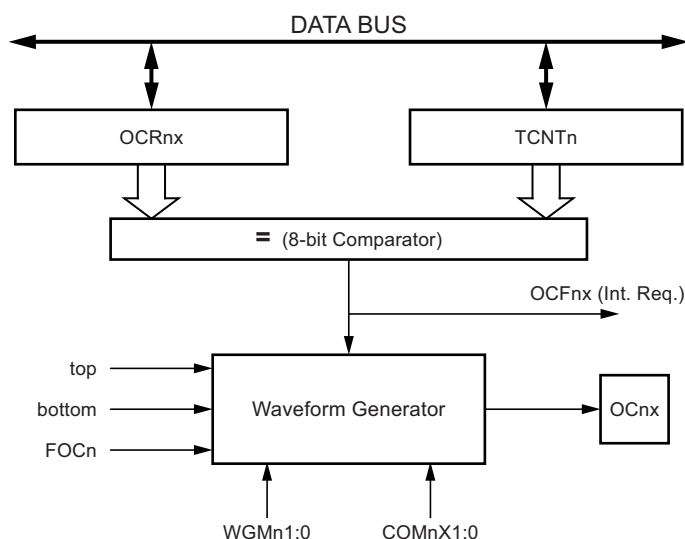 DATA BUS
OCRnx
TCNTn
= (8-bit Comparator)
OCFnx (Int. Req.)
top
bottom
FOCn
Waveform Generator
OCnx
WGMn1:0
COMnX1:0